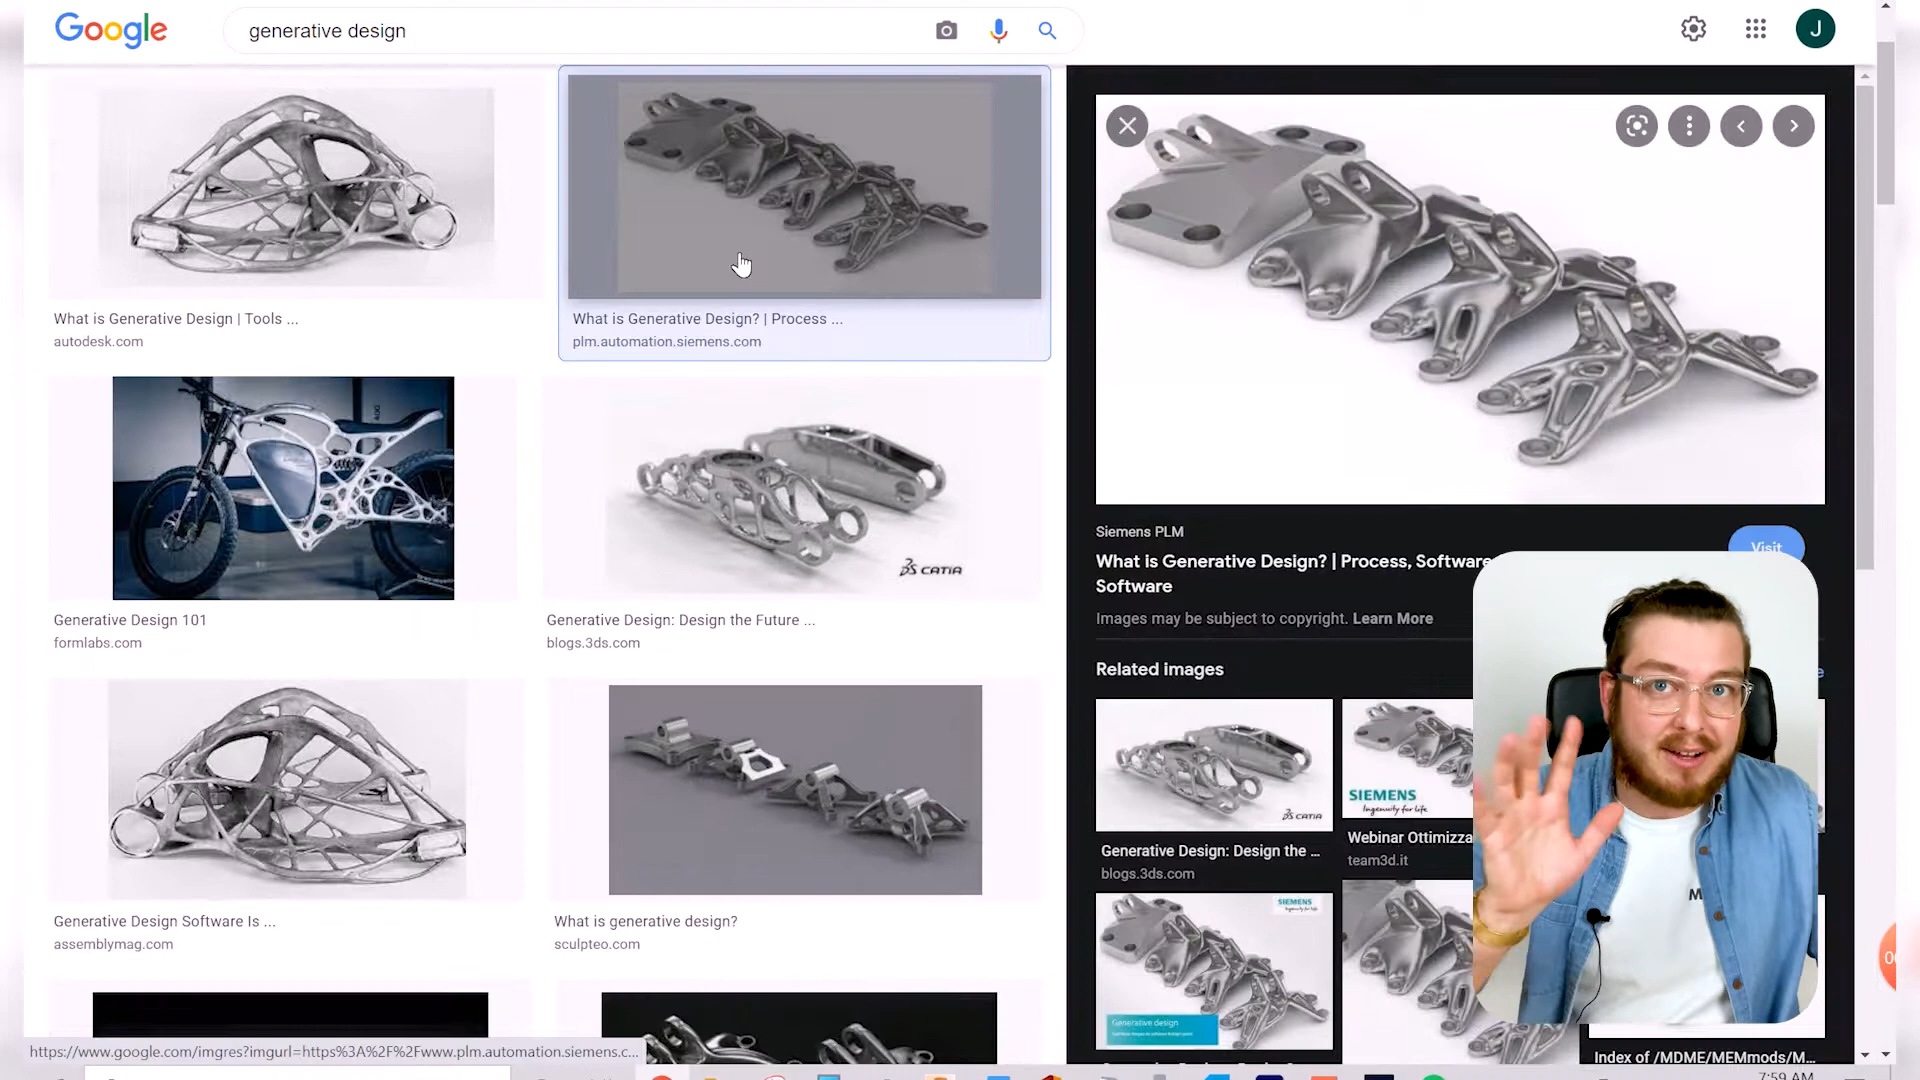 Google
generative design
J
What is Generative Design | Tools ...
autodesk.com
What is Generative Design? | Process ...
plm.automation.siemens.com
Generative Design 101
formlabs.com
CATIA
Generative Design: Design the Future ...
blogs.3ds.com
Generative Design Software Is ...
assemblymag.com
What is generative design?
sculpteo.com
Siemens PLM
Visit
What is Generative Design? | Process, Software
Software
Images may be subject to copyright. Learn More
Related images
CATIA
Generative Design: Design the ...
blogs.3ds.com
SIEMENS
Ingenuity for life
Webinar Ottimizza
team3d.it
SIEMENS
Generative design
M
Index of /MDME/MEMmods/M...
https://www.google.com/imgres?imgurl=https%3A%2F%2Fwww.plm.automation.siemens.c...
7:59 AM